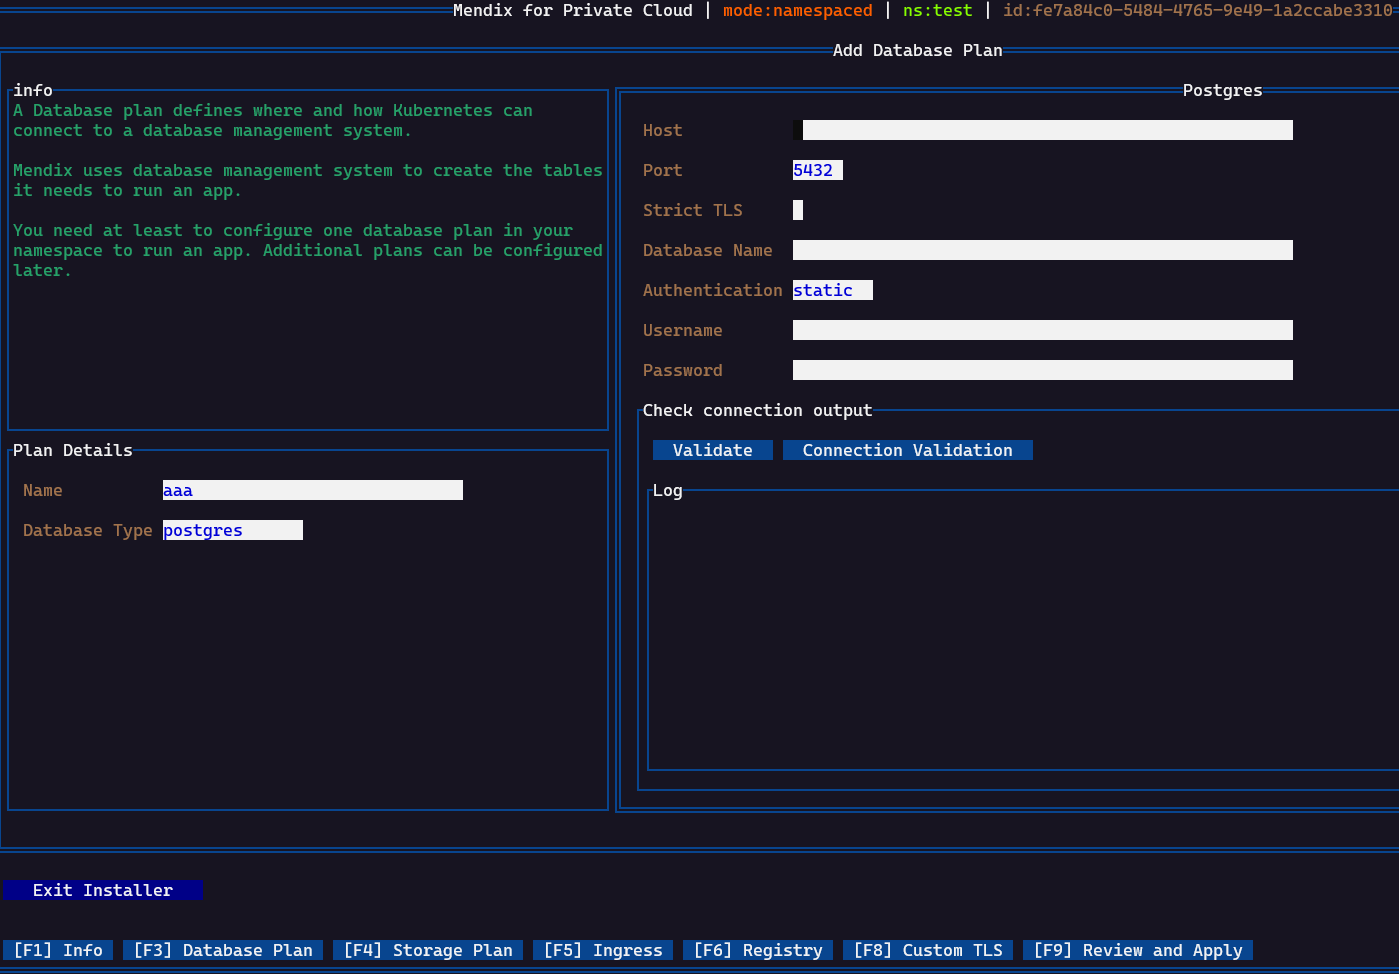 Mendix for Private Cloud | mode:namespaced | ns:test | id:fe7a84c0-5484-4765-9e49-1a2ccabe3310
Add Database Plan
info
A Database plan defines where and how Kubernetes can
connect to a database management system.
Mendix uses database management system to create the tables
it needs to run an app.
You need at least to configure one database plan in your
namespace to run an app. Additional plans can be configured
later.
Plan Details
Name aaa
Database Type postgres
Postgres
Host
Port 5432
Strict TLS
Database Name
Authentication static
Username
Password
Check connection output
Validate Connection Validation
Log
Exit Installer
[F1] Info [F3] Database Plan [F4] Storage Plan [F5] Ingress [F6] Registry [F8] Custom TLS [F9] Review and Apply